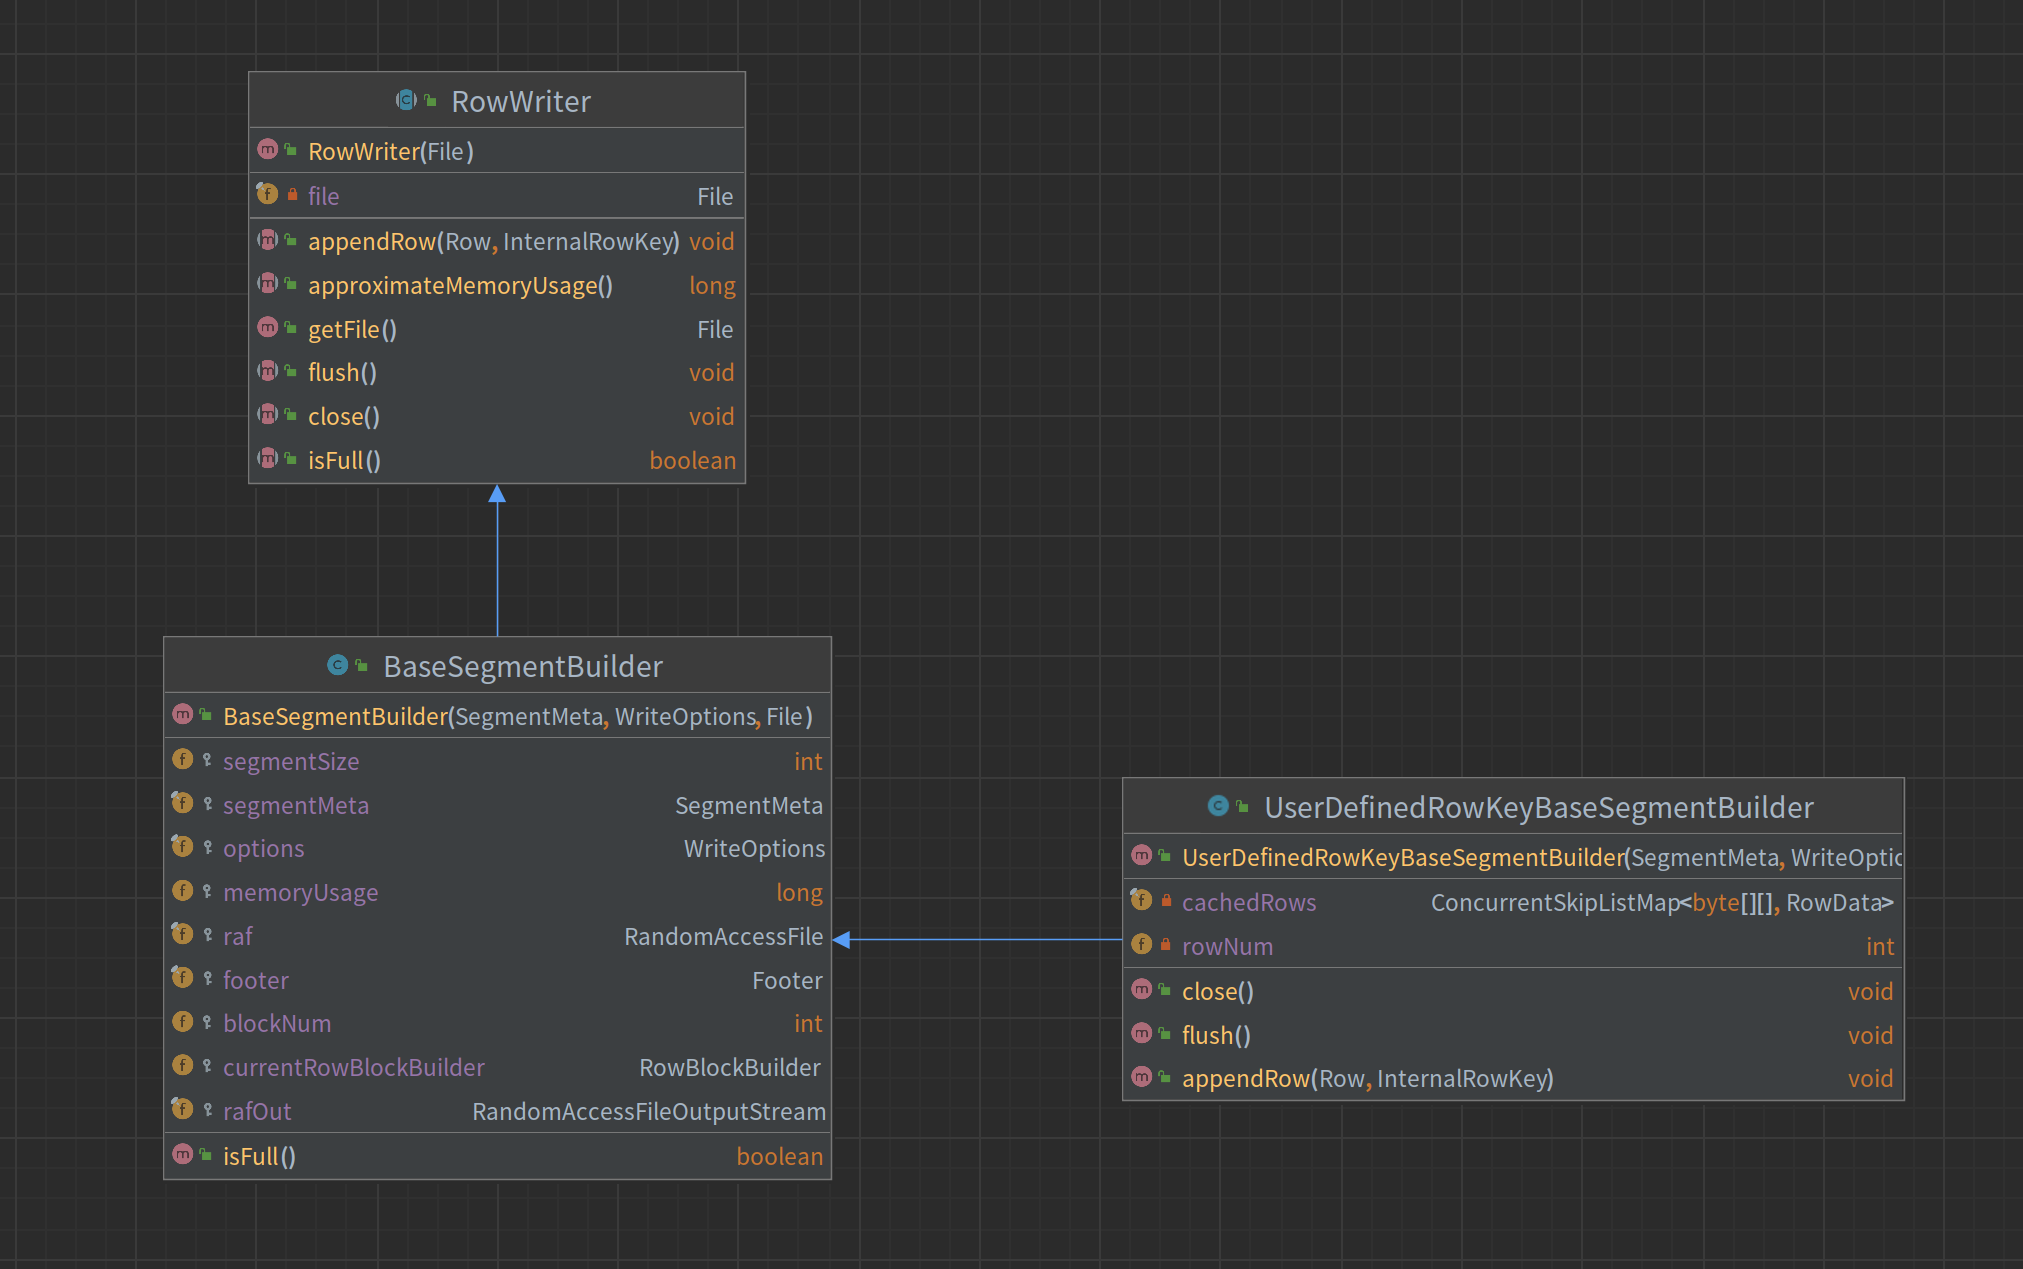 RowWriter
RowWriter(File)
file File
appendRow(Row, InternalRowKey) void
approximateMemoryUsage() long
getFile() File
flush() void
close() void
isFull() boolean
BaseSegmentBuilder
BaseSegmentBuilder(SegmentMeta, WriteOptions, File)
segmentSize int
segmentMeta SegmentMeta
options WriteOptions
memoryUsage long
raf RandomAccessFile
footer Footer
blockNum int
currentRowBlockBuilder RowBlockBuilder
rafOut RandomAccessFileOutputStream
isFull() boolean
UserDefinedRowKeyBaseSegmentBuilder
UserDefinedRowKeyBaseSegmentBuilder(SegmentMeta, WriteOptic
cachedRows ConcurrentSkipListMap<byte[][], RowData>
rowNum int
close() void
flush() void
appendRow(Row, InternalRowKey) void